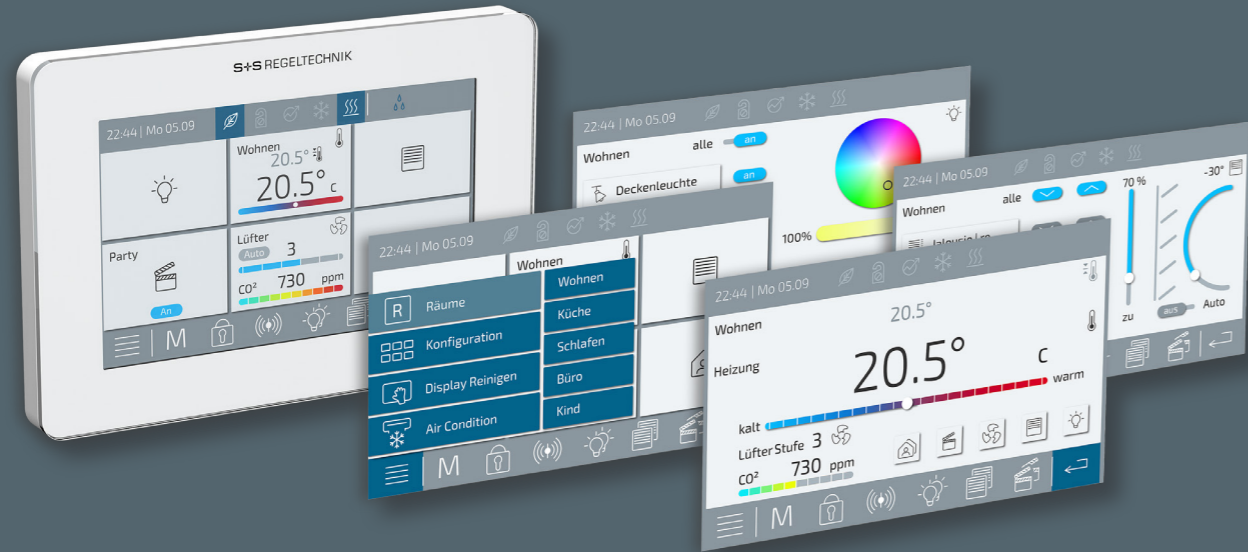 S+S REGELTECHNIK
22:44 | Mo 05.09
Wohnen
20.5°
20.5° C
Party
An
Lüfter
Auto 3
CO² 730 ppm
M
22:44 | Mo 05.09
Wohnen
alle an
Deckenleuchte an
100%
22:44 | Mo 05.09
Wohnen
Räume
Konfiguration
Display Reinigen
Air Condition
Wohnen
Küche
Schlafen
Büro
Kind
R
M
22:44 | Mo 05.09
Wohnen
alle
70 %
-30°
zu
aus Auto
22:44 | Mo 05.09
Wohnen
20.5°
Heizung
20.5° C
kalt
warm
Lüfter Stufe 3
CO² 730 ppm
M